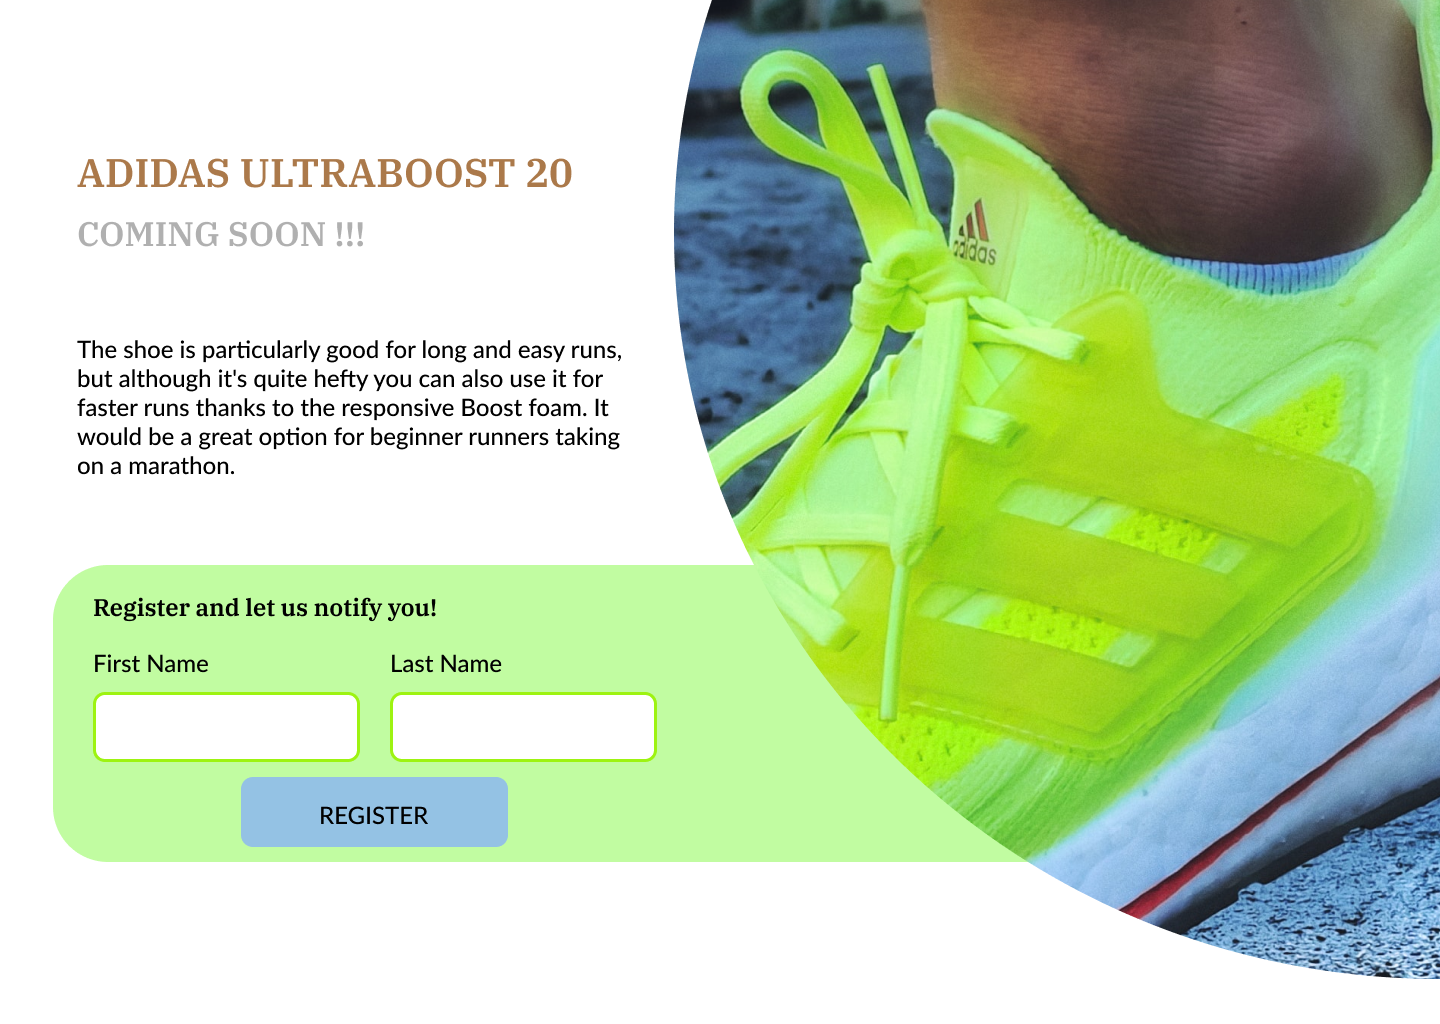 ADIDAS ULTRABOOST 20
COMING SOON !!!
adidas
The shoe is particularly good for long and easy runs,
but although it's quite hefty you can also use it for
faster runs thanks to the responsive Boost foam. It
would be a great option for beginner runners taking
on a marathon.
Register and let us notify you!
First Name
Last Name
REGISTER